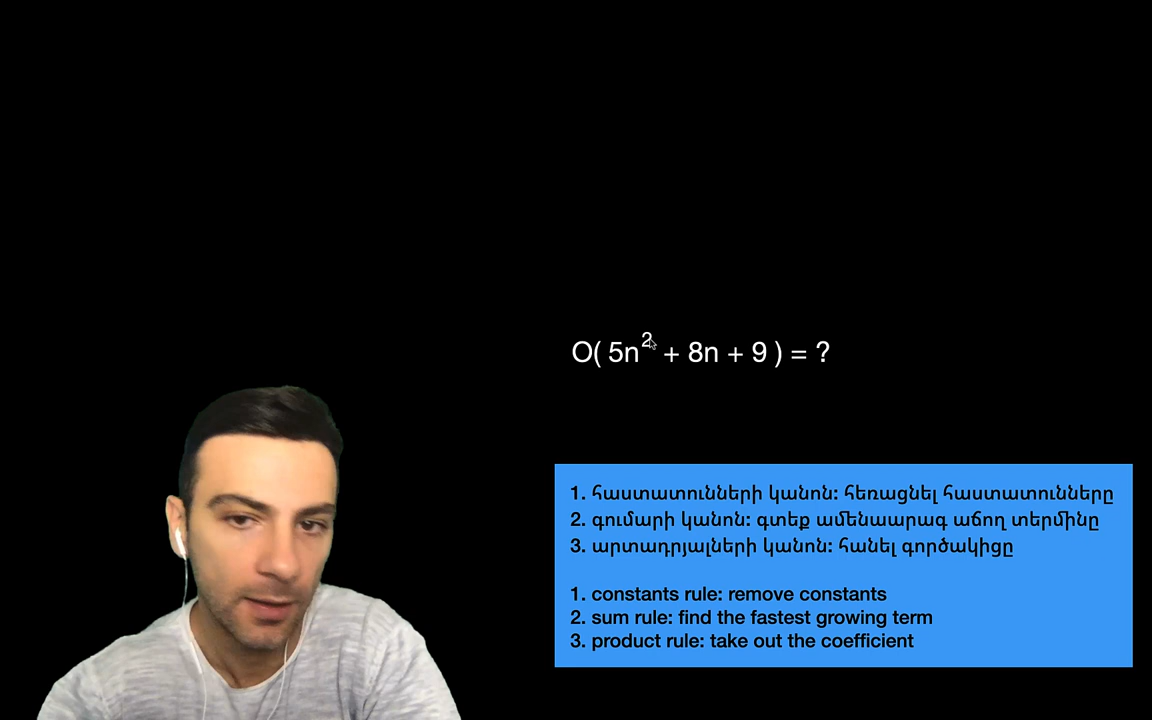 O( 5n² + 8n + 9 ) = ?
1. հաստատունների կանոն: հեռացնել հաստատունները
2. գումարի կանոն: գտեք ամենաարագ աճող տերմինը
3. արտադրյալների կանոն: հանել գործակիցը
1. constants rule: remove constants
2. sum rule: find the fastest growing term
3. product rule: take out the coefficient